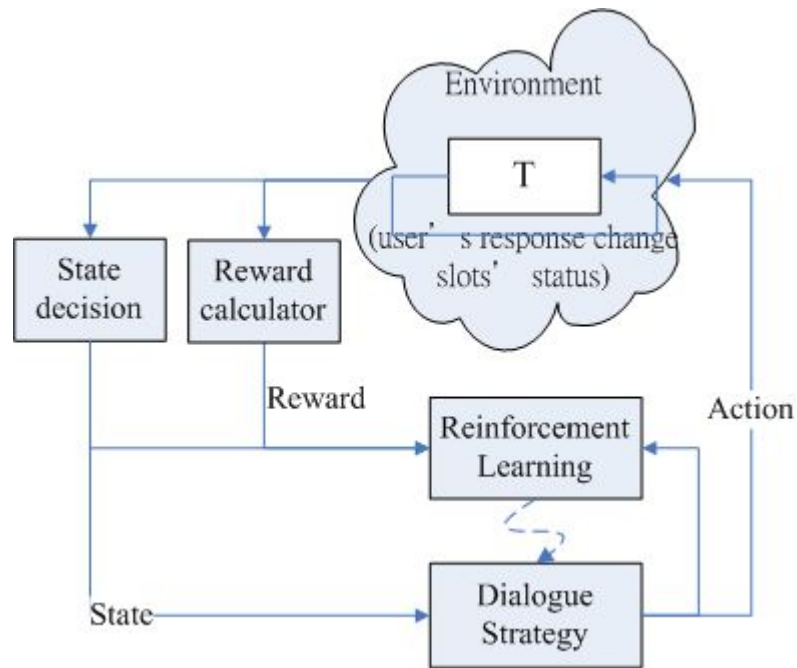 Environment
T
(user's response change
slots' status)
State
decision
Reward
calculator
Reward
Reinforcement
Learning
Action
State
Dialogue
Strategy